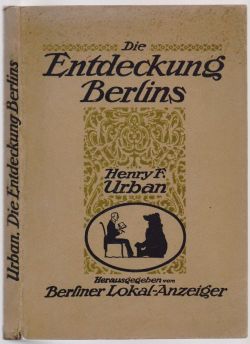 Urban. Die Entdeckung Berlins
Die
Entdeckung
Berlins
Henry F.
Urban
Herausgegeben vom
Berliner Lokal-Anzeiger